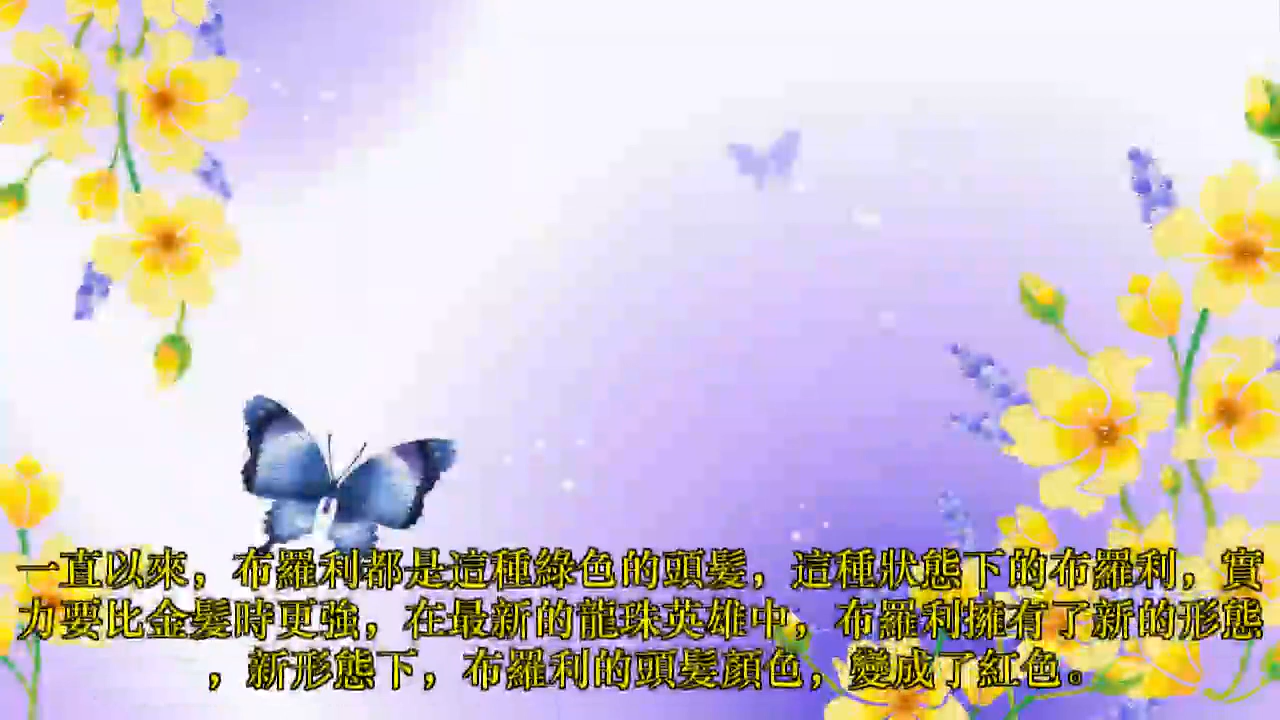 一直以來，布羅利都是這種綠色的頭髮，這種狀態下的布羅利，實
力要比金髮時更強，在最新的龍珠英雄中，布羅利擁有了新的形態
，新形態下，布羅利的頭髮顏色，變成了紅色。